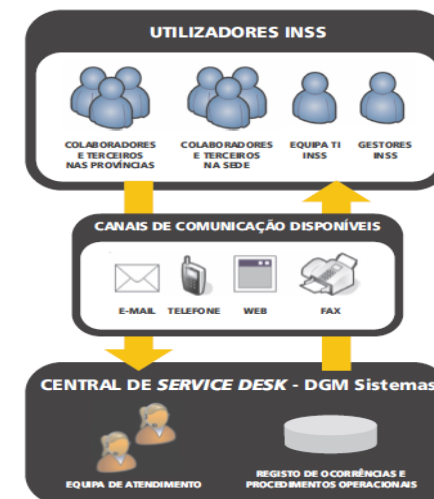 UTILIZADORES INSS
COLABORADORES
E TERCEIROS
NAS PROVÍNCIAS
COLABORADORES
E TERCEIROS
NA SEDE
EQUIPA TI
INSS
GESTORES
INSS
CANAIS DE COMUNICAÇÃO DISPONÍVEIS
E-MAIL
TELEFONE
WEB
FAX
CENTRAL DE SERVICE DESK - DGM Sistemas
EQUIPA DE ATENDIMENTO
REGISTO DE OCORRÊNCIAS E
PROCEDIMENTOS OPERACIONAIS